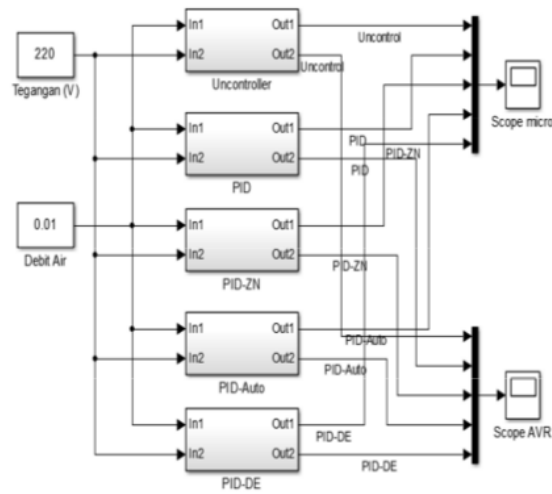 220
Tegangan (V)
0.01
Debit Air
In1
Out1
In2
Out2
Uncontroller
In1
Out1
In2
Out2
PID
In1
Out1
In2
Out2
PID-ZN
In1
Out1
In2
Out2
PID-Auto
In1
Out1
In2
Out2
PID-DE
Uncontrol
Uncontrol
PID
PID-ZN
PID
PID-ZN
PID-Auto
PID-Auto
PID-DE
PID-DE
Scope micro
Scope AVR